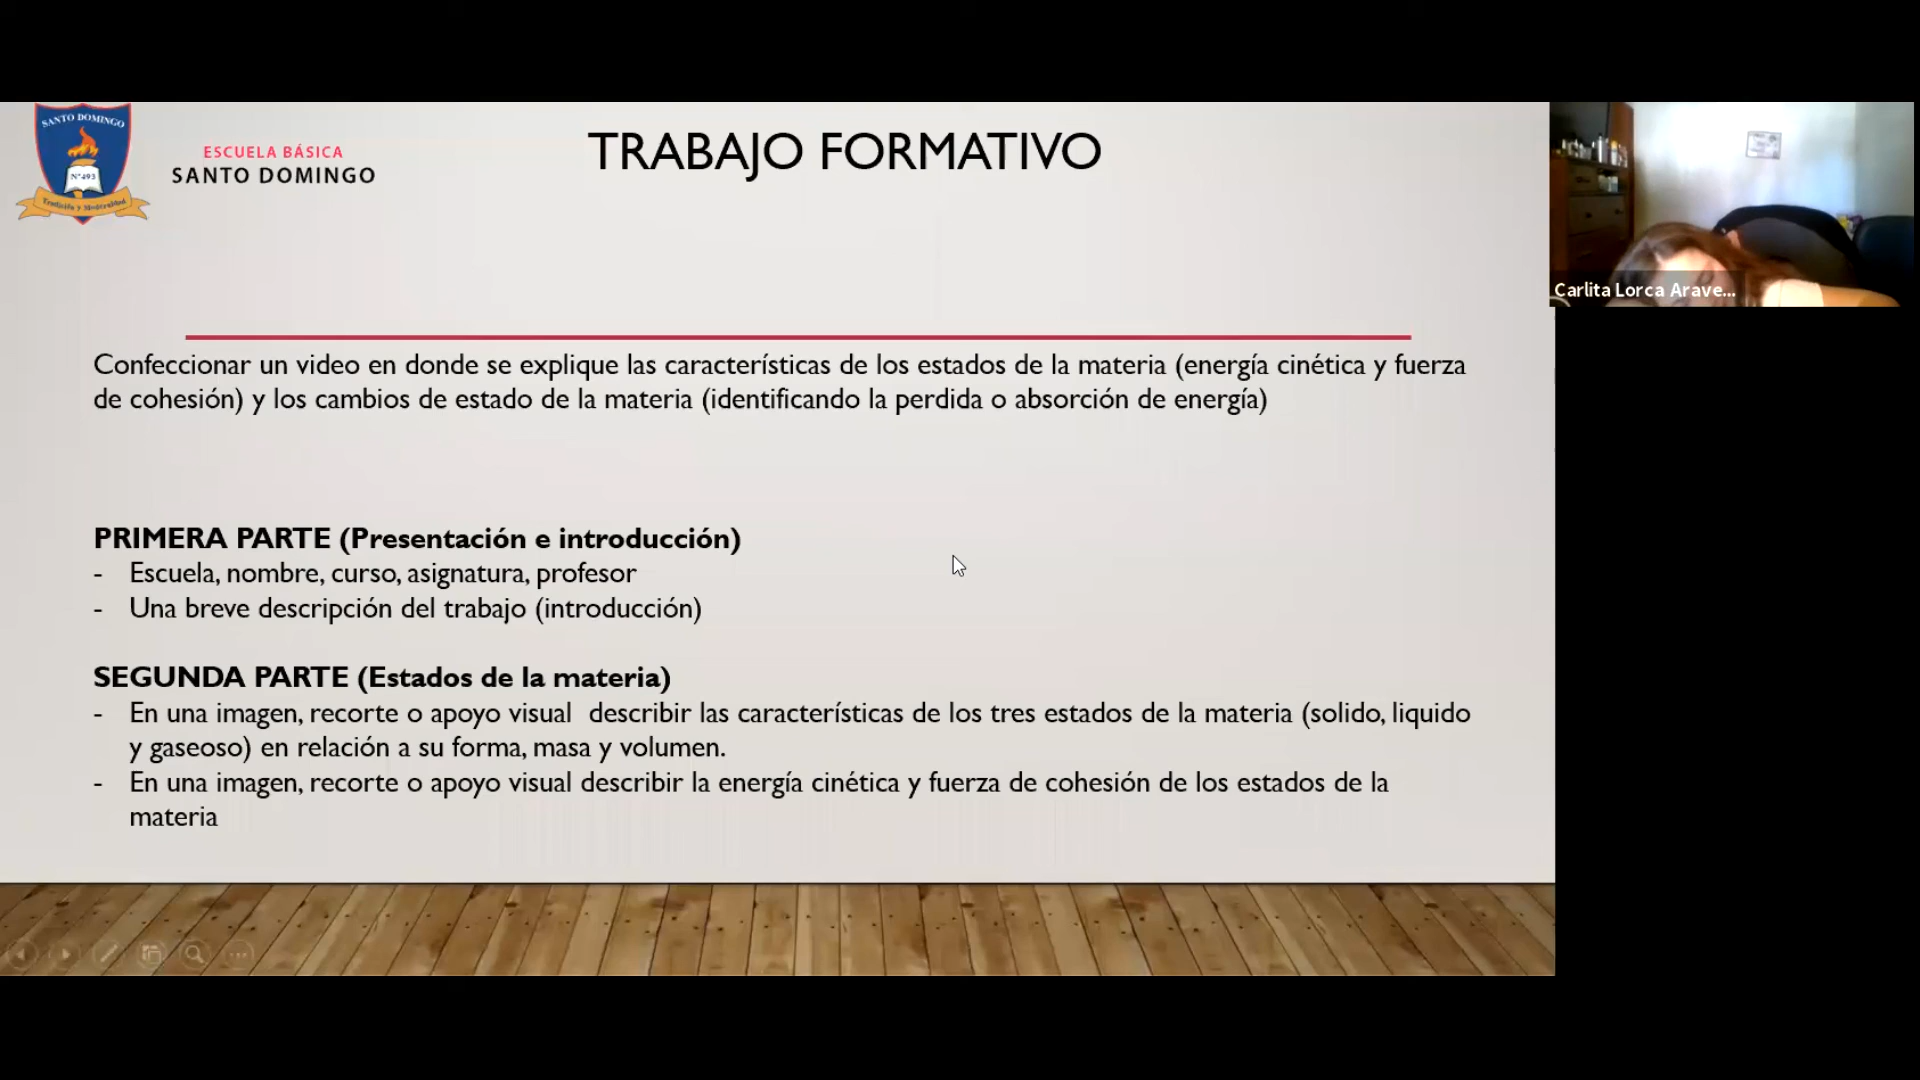 SANTO DOMINGO
N°493
Tradición y Modernidad
ESCUELA BÁSICA
SANTO DOMINGO
TRABAJO FORMATIVO
Carlita Lorca Arave...
Confeccionar un video en donde se explique las características de los estados de la materia (energía cinética y fuerza
de cohesión) y los cambios de estado de la materia (identificando la perdida o absorción de energía)
PRIMERA PARTE (Presentación e introducción)
- Escuela, nombre, curso, asignatura, profesor
- Una breve descripción del trabajo (introducción)
SEGUNDA PARTE (Estados de la materia)
- En una imagen, recorte o apoyo visual describir las características de los tres estados de la materia (solido, liquido
y gaseoso) en relación a su forma, masa y volumen.
- En una imagen, recorte o apoyo visual describir la energía cinética y fuerza de cohesión de los estados de la
materia